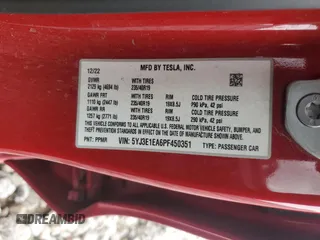 MFD BY TESLA, INC.
12/22
GVWR WITH TIRES RIM COLD TIRE PRESSURE
2129 kg (4694 lb) 235/40R19 19X8.5J 290 kPa, 42 psi
GAWR FRT WITH TIRES RIM COLD TIRE PRESSURE
1110 kg (2447 lb) 235/40R19 19X8.5J 290 kPa, 42 psi
GAWR RR
1257 kg (2771 lb)
THIS VEHICLE CONFORMS TO ALL APPLICABLE FEDERAL MOTOR VEHICLE SAFETY, BUMPER, AND THEFT PREVENTION STANDARDS IN EFFECT ON THE DATE OF MANUFACTURE SHOWN ABOVE.
PNT: PPMR VIN: 5YJ3E1EA6PF450351 TYPE: PASSENGER CAR
DREAMBID